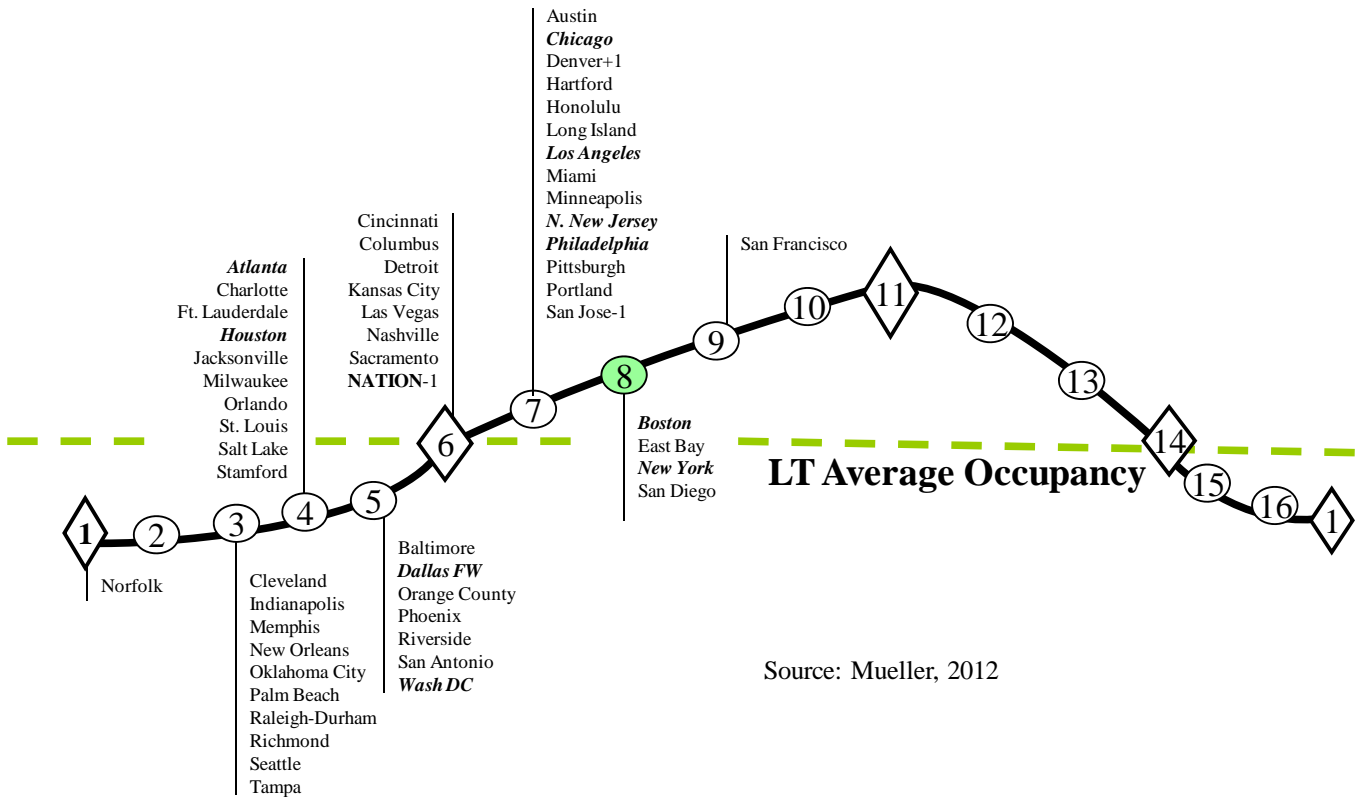 Austin
Chicago
Denver+1
Hartford
Honolulu
Long Island
Los Angeles
Miami
Minneapolis
N. New Jersey
Philadelphia
Pittsburgh
Portland
San Jose-1
Cincinnati
Columbus
Detroit
Kansas City
Las Vegas
Nashville
Sacramento
NATION-1
San Francisco
Atlanta
Charlotte
Ft. Lauderdale
Houston
Jacksonville
Milwaukee
Orlando
St. Louis
Salt Lake
Stamford
1
2
3
4
5
6
7
8
9
10
11
12
13
14
15
16
1
Boston
East Bay
New York
San Diego
LT Average Occupancy
Norfolk
Cleveland
Indianapolis
Memphis
New Orleans
Oklahoma City
Palm Beach
Raleigh-Durham
Richmond
Seattle
Tampa
Baltimore
Dallas FW
Orange County
Phoenix
Riverside
San Antonio
Wash DC
Source: Mueller, 2012